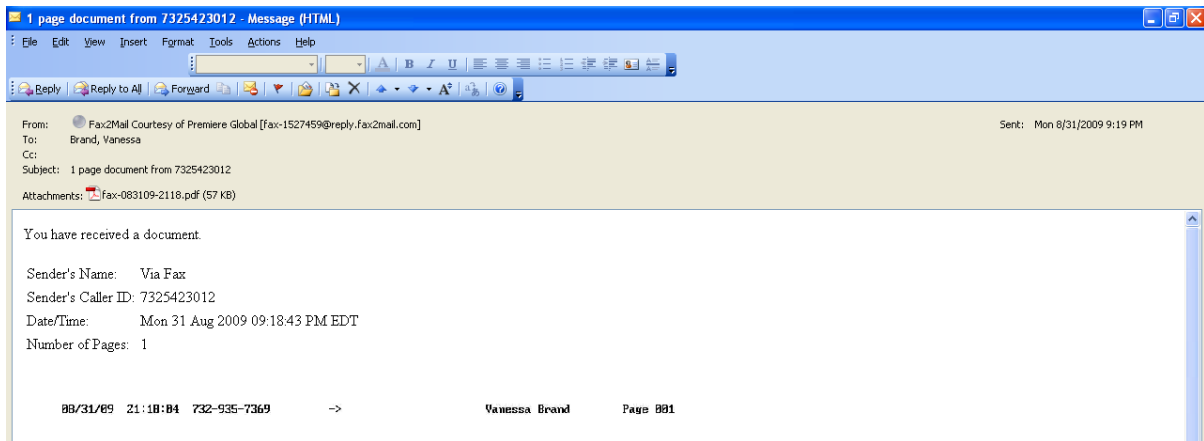 1 page document from 7325423012 - Message (HTML)
File Edit View Insert Format Tools Actions Help
A B I U
Reply Reply to All Forward
From: Fax2Mail Courtesy of Premiere Global [fax-1527459@reply.fax2mail.com] Sent: Mon 8/31/2009 9:19 PM
To: Brand, Vanessa
Cc:
Subject: 1 page document from 7325423012
Attachments: fax-083109-2118.pdf (57 KB)
You have received a document.
Sender's Name: Via Fax
Sender's Caller ID: 7325423012
Date/Time: Mon 31 Aug 2009 09:18:43 PM EDT
Number of Pages: 1
08/31/09 21:18:04 732-935-7369 -> Vanessa Brand Page 001